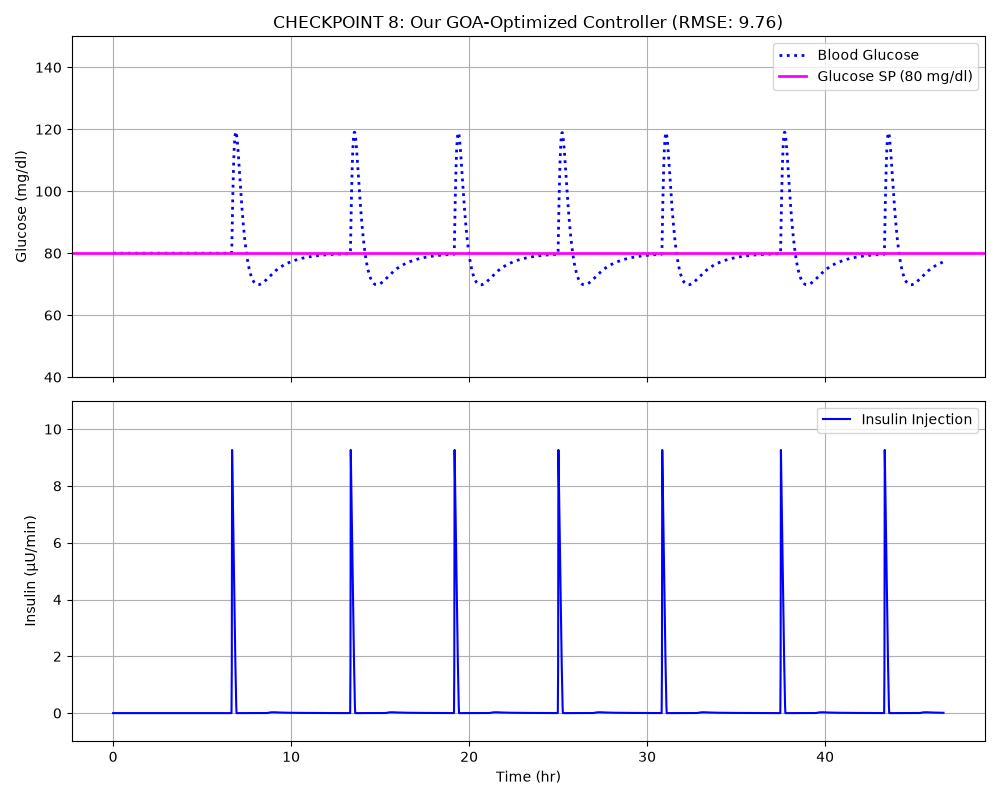 CHECKPOINT 8: Our GOA-Optimized Controller (RMSE: 9.76)
Blood Glucose
Glucose SP (80 mg/dl)
Glucose (mg/dl)
140
120
100
80
60
40
Insulin Injection
Insulin (µU/min)
10
8
6
4
2
0
0 10 20 30 40
Time (hr)